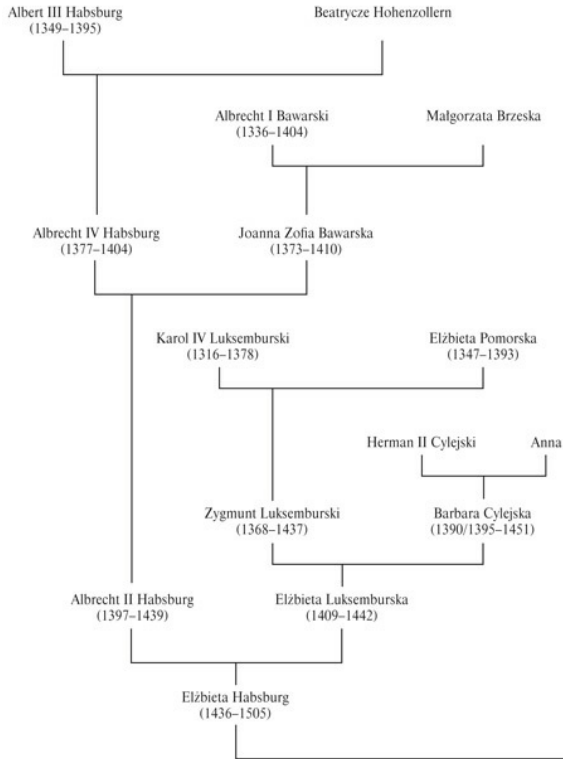 Albert III Habsburg
(1349–1395)
Beatrycze Hohenzollern
Albrecht I Bawarski
(1336–1404)
Małgorzata Brzeska
Albrecht IV Habsburg
(1377–1404)
Joanna Zofia Bawarska
(1373–1410)
Karol IV Luksemburski
(1316–1378)
Elżbieta Pomorska
(1347–1393)
Herman II Cylejski
Anna
Zygmunt Luksemburski
(1368–1437)
Barbara Cylejska
(1390/1395–1451)
Albrecht II Habsburg
(1397–1439)
Elżbieta Luksemburska
(1409–1442)
Elżbieta Habsburg
(1436–1505)